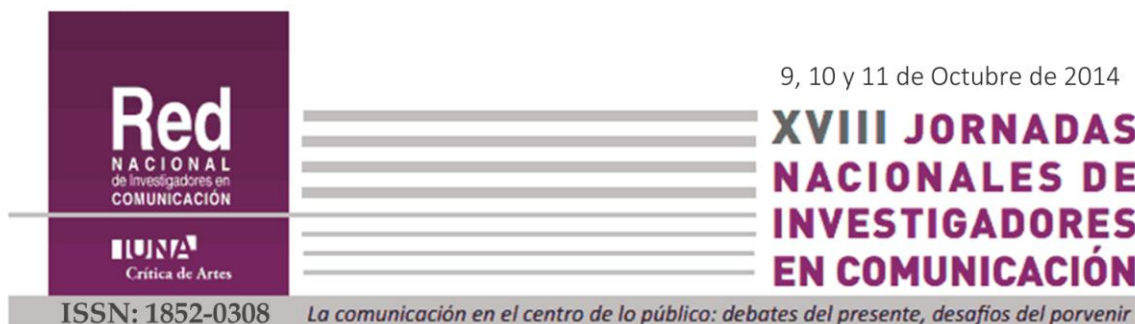 Red
NACIONAL
de Investigadores en
COMUNICACIÓN
IUNA
Crítica de Artes
9, 10 y 11 de Octubre de 2014
XVIII JORNADAS
NACIONALES DE
INVESTIGADORES
EN COMUNICACIÓN
ISSN: 1852-0308
La comunicación en el centro de lo público: debates del presente, desafíos del porvenir